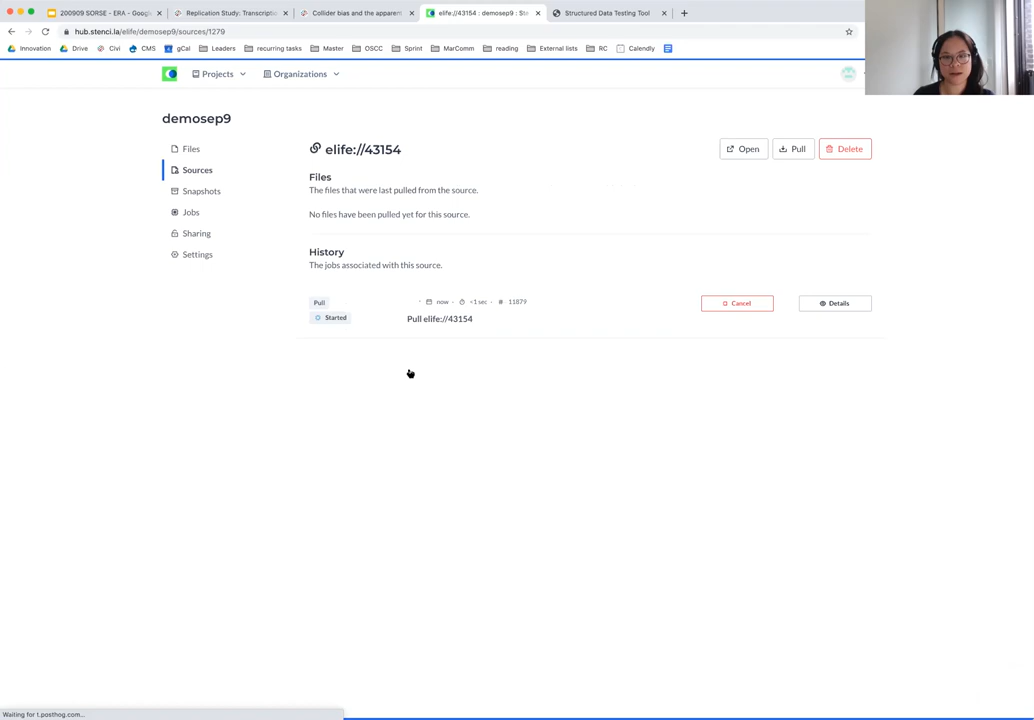 200909 SORSE - ERA - Googl
Replication Study: Transcripti
Collider bias and the apparent
elife://43154 : demosep9 : Ste
Structured Data Testing Tool
hub.stenci.la/elife/demosep9/sources/1279
Innovation Drive Civi CMS gCal Leaders recurring tasks Master OSCC Sprint MarComm reading External lists RC Calendly
Projects Organizations
demosep9
Files
Sources
Snapshots
Jobs
Sharing
Settings
elife://43154
Open Pull Delete
Files
The files that were last pulled from the source.
No files have been pulled yet for this source.
History
The jobs associated with this source.
Pull
now · <1 sec · # 11879
Cancel Details
Started
Pull elife://43154
Waiting for t.posthog.com...